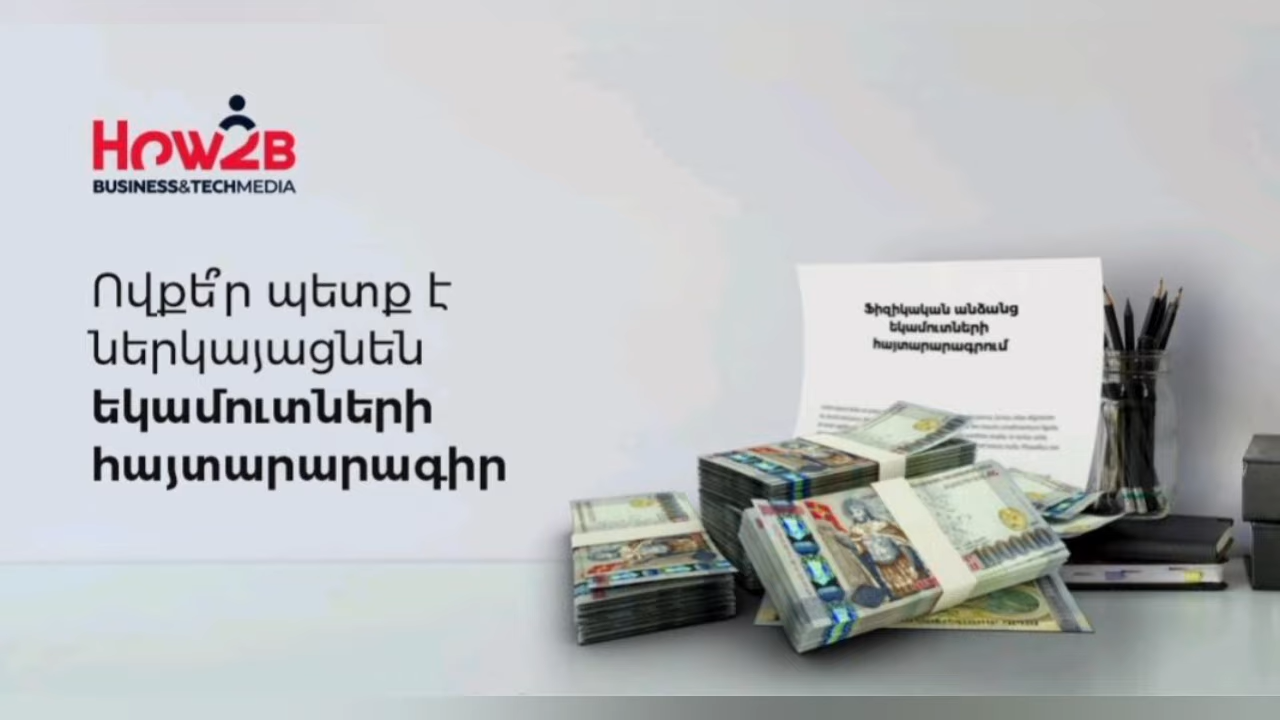 How2B
BUSINESS&TECHMEDIA
Ովքե՞ր պետք է
ներկայացնեն
եկամուտների
հայտարարագիր
Ֆիզիկական անձանց
եկամուտների
հայտարարագրում